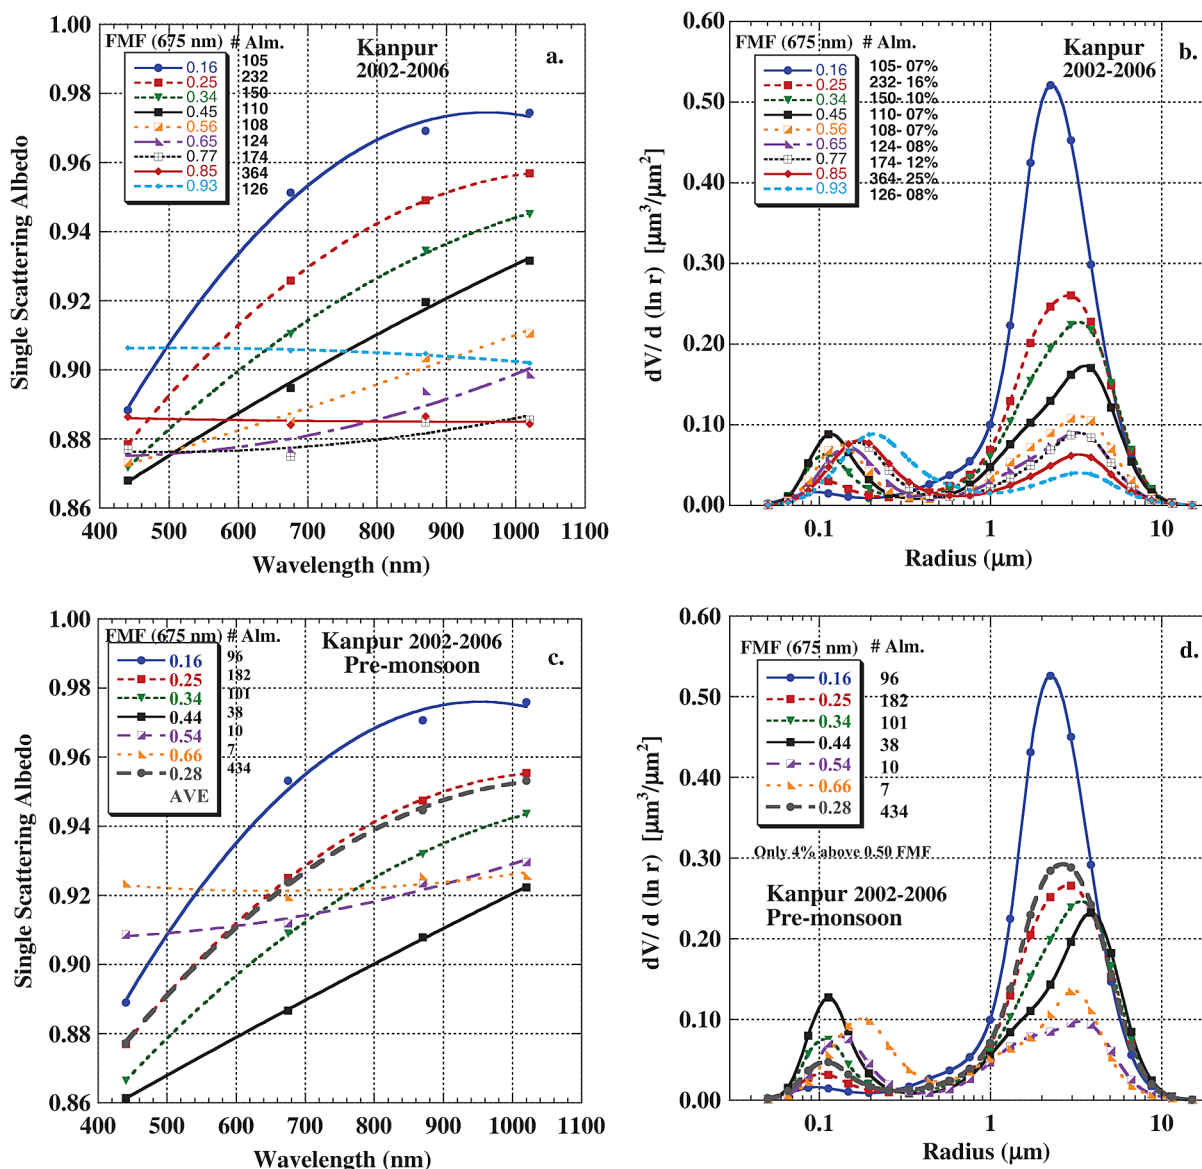 1.00
0.98
0.96
0.94
0.92
0.90
0.88
0.86
Single Scattering Albedo
400 500 600 700 800 900 1000 1100
Wavelength (nm)
FMF (675 nm) # Alm.
0.16 105
0.25 232
0.34 150
0.45 110
0.56 108
0.65 124
0.77 174
0.85 364
0.93 126
Kanpur
2002-2006
a.
0.60
0.50
0.40
0.30
0.20
0.10
0.00
dV/ d (ln r) [μm³/μm²]
0.1 1 10
Radius (μm)
FMF (675 nm) # Alm.
0.16 105- 07%
0.25 232- 16%
0.34 150- 10%
0.45 110- 07%
0.56 108- 07%
0.65 124- 08%
0.77 174- 12%
0.85 364- 25%
0.93 126- 08%
Kanpur
2002-2006
b.
1.00
0.98
0.96
0.94
0.92
0.90
0.88
0.86
Single Scattering Albedo
400 500 600 700 800 900 1000 1100
Wavelength (nm)
FMF (675 nm) # Alm.
0.16 96
0.25 182
0.34 101
0.44 38
0.54 10
0.66 7
0.28 434
AVE
Kanpur 2002-2006
Pre-monsoon
c.
0.60
0.50
0.40
0.30
0.20
0.10
0.00
dV/ d (ln r) [μm³/μm²]
0.1 1 10
Radius (μm)
FMF (675 nm) # Alm.
0.16 96
0.25 182
0.34 101
0.44 38
0.54 10
0.66 7
0.28 434
Only 4% above 0.50 FMF
Kanpur 2002-2006
Pre-monsoon
d.